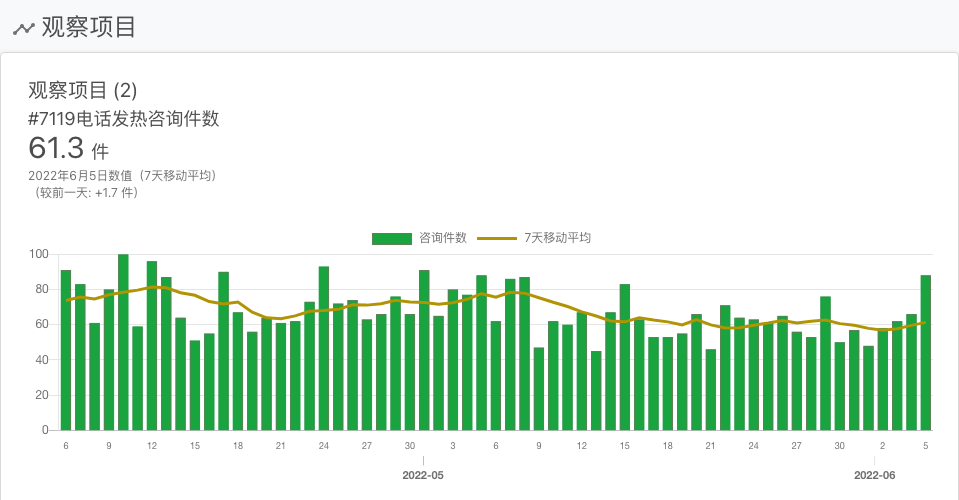 观察项目
观察项目 (2)
#7119电话发热咨询件数
61.3 件
2022年6月5日数值（7天移动平均）
（较前一天: +1.7 件）
咨询件数 7天移动平均
100
80
60
40
20
0
6 9 12 15 18 21 24 27 30 3 6 9 12 15 18 21 24 27 30 2 5
2022-05 2022-06